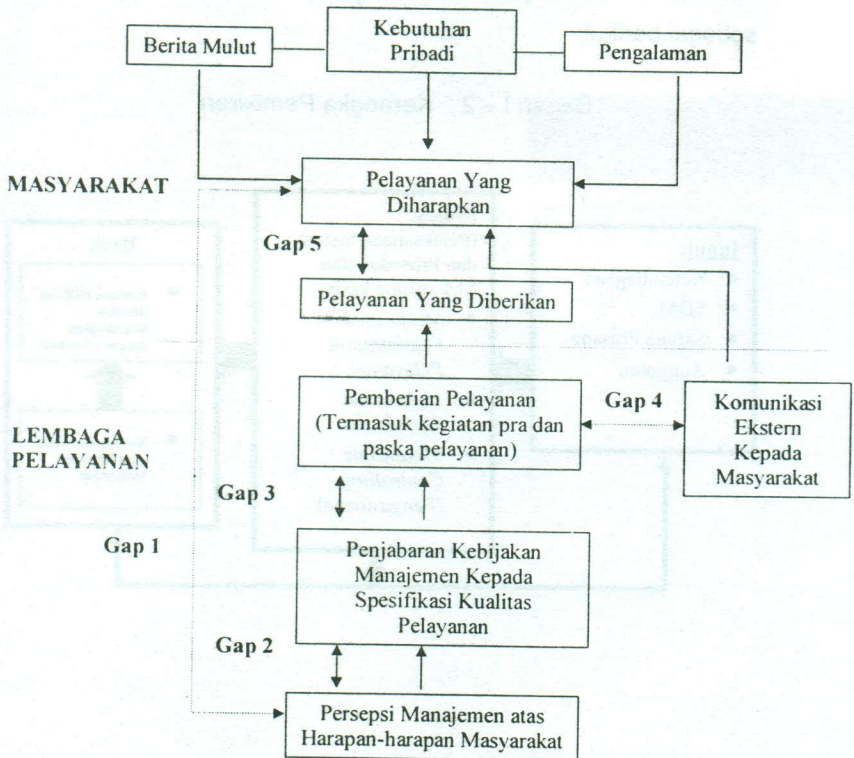 Kebutuhan
Pribadi
Berita Mulut
Pengalaman
MASYARAKAT
Pelayanan Yang
Diharapkan
Gap 5
Pelayanan Yang Diberikan
Pemberian Pelayanan
(Termasuk kegiatan pra dan
paska pelayanan)
Gap 4
Komunikasi
Ekstern
Kepada
Masyarakat
LEMBAGA
PELAYANAN
Gap 3
Gap 1
Penjabaran Kebijakan
Manajemen Kepada
Spesifikasi Kualitas
Pelayanan
Gap 2
Persepsi Manajemen atas
Harapan-harapan Masyarakat